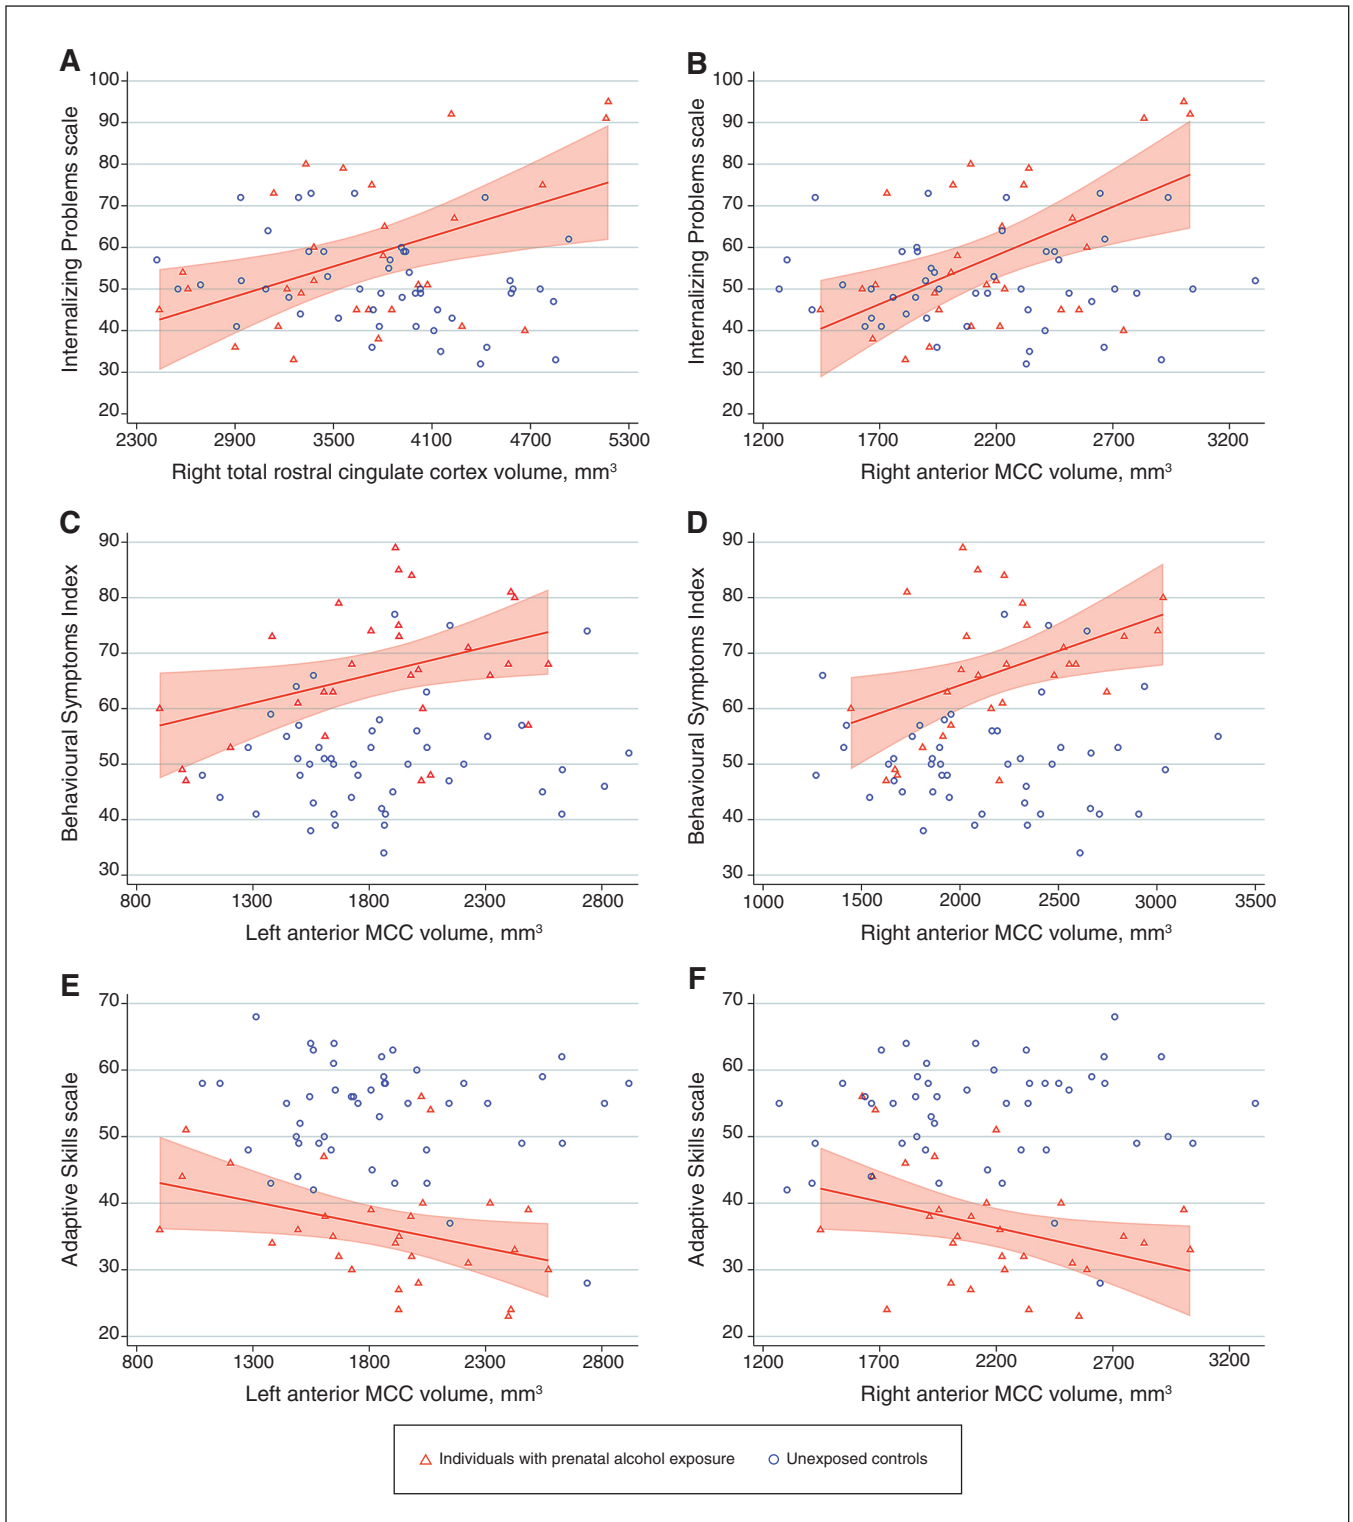 A
Internalizing Problems scale
100
90
80
70
60
50
40
30
20
2300 2900 3500 4100 4700 5300
Right total rostral cingulate cortex volume, mm³
B
Internalizing Problems scale
100
90
80
70
60
50
40
30
20
1200 1700 2200 2700 3200
Right anterior MCC volume, mm³
C
Behavioural Symptoms Index
90
80
70
60
50
40
30
800 1300 1800 2300 2800
Left anterior MCC volume, mm³
D
Behavioural Symptoms Index
90
80
70
60
50
40
30
1000 1500 2000 2500 3000 3500
Right anterior MCC volume, mm³
E
Adaptive Skills scale
70
60
50
40
30
20
800 1300 1800 2300 2800
Left anterior MCC volume, mm³
F
Adaptive Skills scale
70
60
50
40
30
20
1200 1700 2200 2700 3200
Right anterior MCC volume, mm³
Individuals with prenatal alcohol exposure Unexposed controls